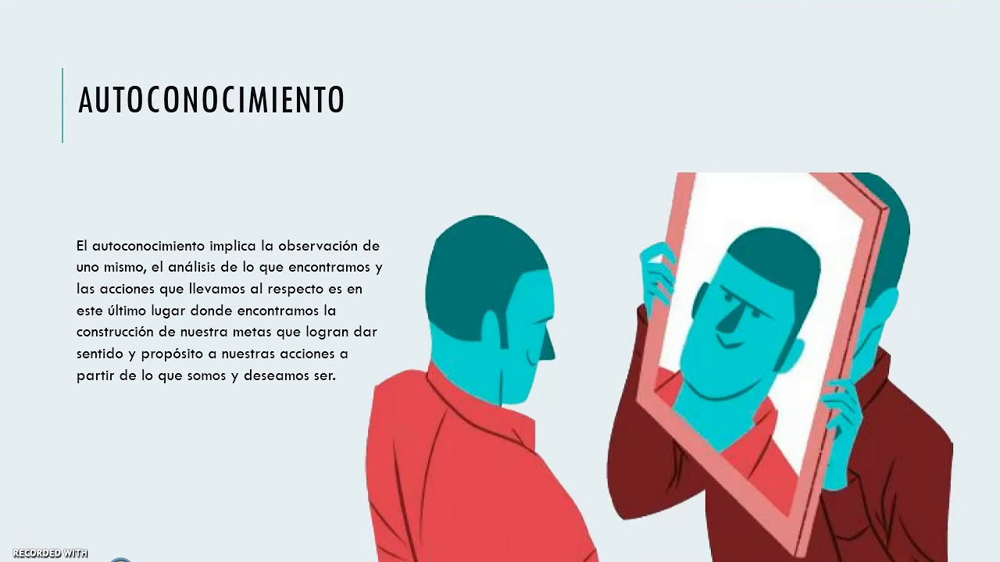 AUTOCONOCIMIENTO
El autoconocimiento implica la observación de
uno mismo, el análisis de lo que encontramos y
las acciones que llevamos al respecto es en
este último lugar donde encontramos la
construcción de nuestra metas que logran dar
sentido y propósito a nuestras acciones a
partir de lo que somos y deseamos ser.
RECORDED WITH